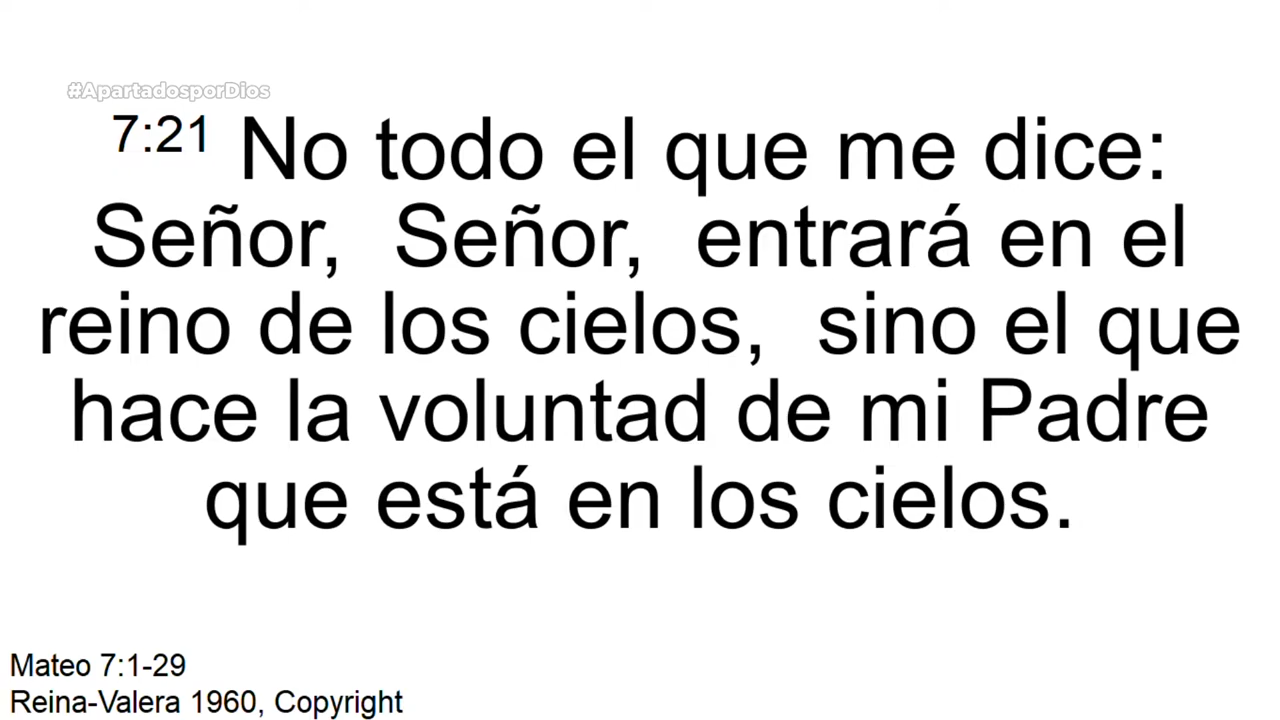 #ApartadosporDios
7:21 No todo el que me dice:
Señor, Señor, entrará en el
reino de los cielos, sino el que
hace la voluntad de mi Padre
que está en los cielos.
Mateo 7:1-29
Reina-Valera 1960, Copyright